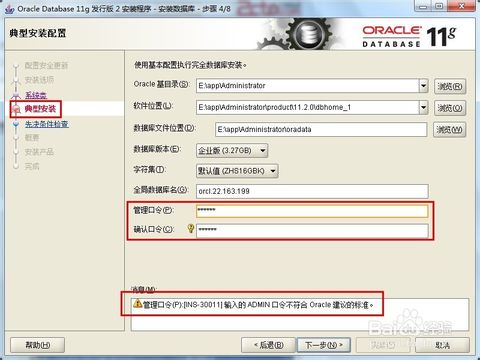 Oracle Database 11g 发行版 2 安装程序 - 安装数据库 - 步骤 4/8
典型安装配置
ORACLE 11g
DATABASE
配置安全更新
安装选项
系统类
典型安装
先决条件检查
概要
安装产品
完成
使用基本配置执行完全数据库安装。
Oracle 基目录(S): E:\app\Administrator 浏览(R)
软件位置(L): E:\app\Administrator\product\11.2.0\dbhome_1 浏览(O)
数据库文件位置(D): E:\app\Administrator\oradata 浏览(W)
数据库版本(E): 企业版 (3.27GB)
字符集(T): 默认值 (ZHS16GBK)
全局数据库名(G): orcl.22.163.199
管理口令(P): ******
确认口令(C): ******
消息(M):
管理口令(P):[INS-30011] 输入的 ADMIN 口令不符合 Oracle 建议的标准。
帮助(H) < 后退(B) 下一步(N) > 完成(F) 取消
Baidu 经验